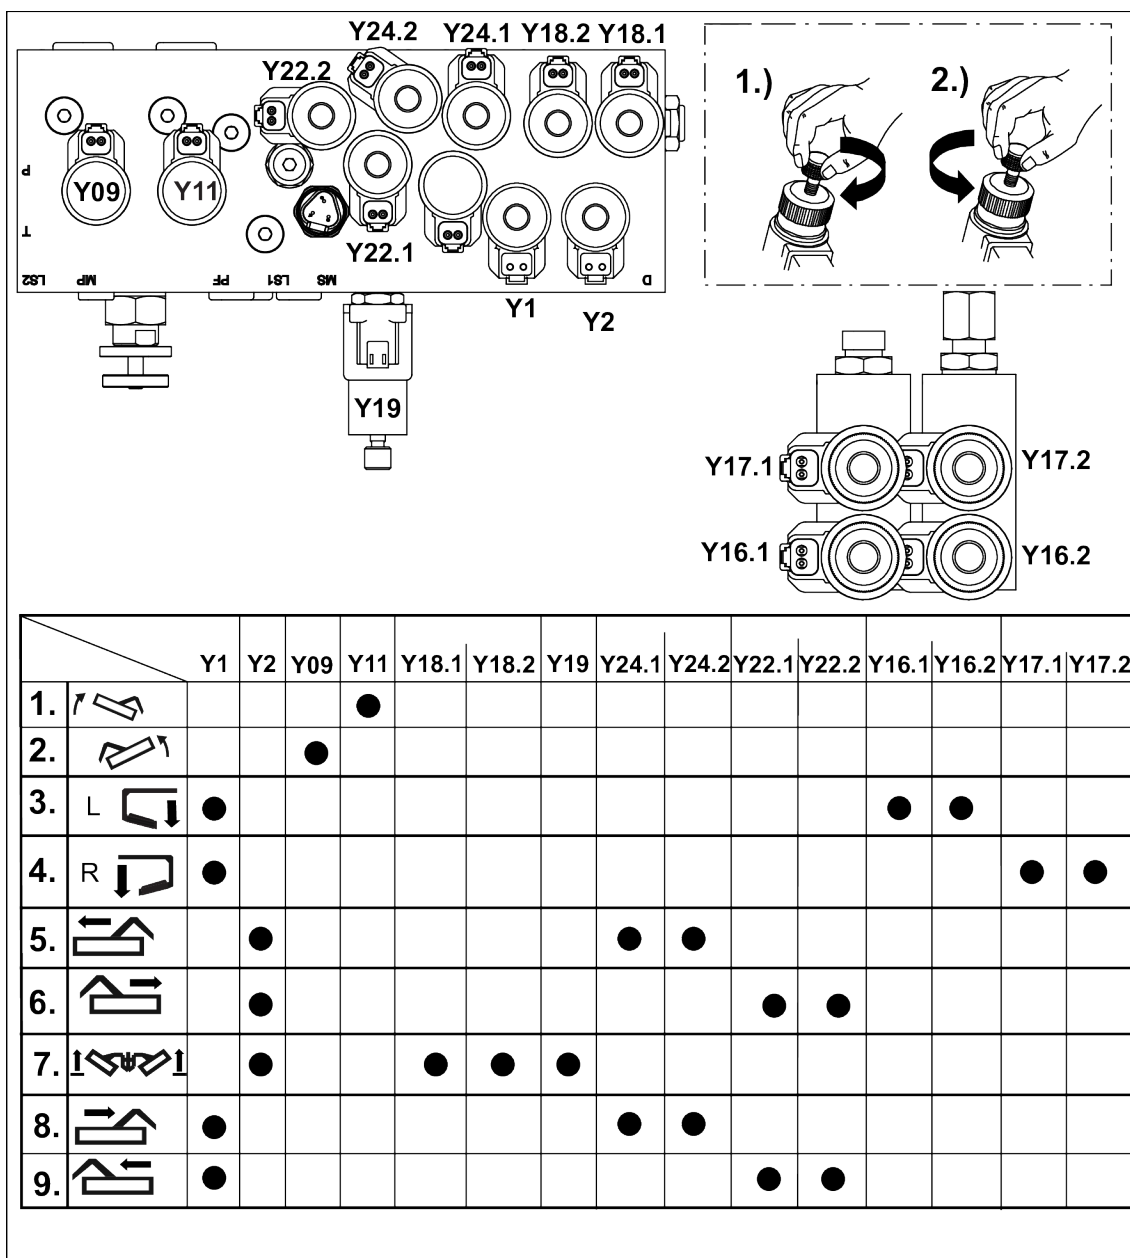 Y24.2 Y24.1 Y18.2 Y18.1
Y22.2
Y09 Y11
P
T
Y22.1
LS2 MP PF LS1 MS D
Y1
Y2
Y19
1.) 2.)
Y17.1 Y17.2
Y16.1 Y16.2
Y1 Y2 Y09 Y11 Y18.1 Y18.2 Y19 Y24.1 Y24.2 Y22.1 Y22.2 Y16.1 Y16.2 Y17.1 Y17.2
1.
2.
3. L
4. R
5.
6.
7.
8.
9.